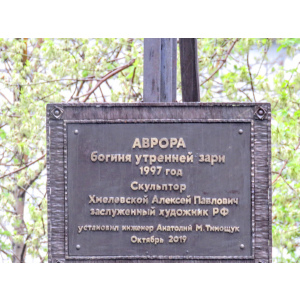 АВРОРА
богиня утренней зари
1997 год
Скульптор
Хмелевской Алексей Павлович
заслуженный художник РФ
установил инженер Анатолий М. Тимощук
Октябрь 2019